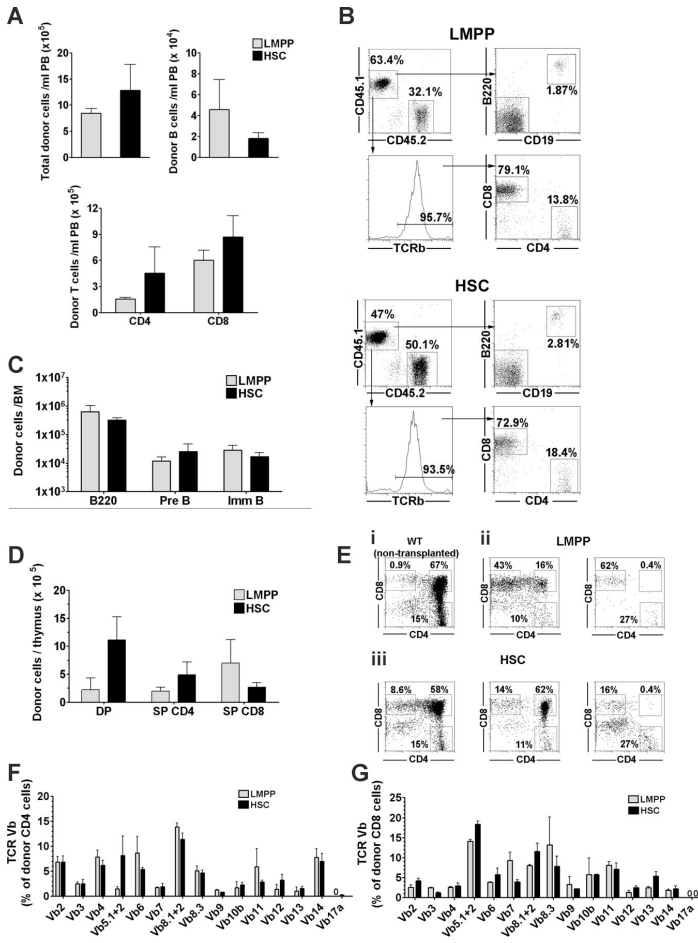 A
Total donor cells /ml PB (x10⁵)
20
15
10
5
0
Donor B cells /ml PB (x 10⁴)
10
8
6
4
2
0
LMPP
HSC
Donor T cells /ml PB (x 10⁵)
12
9
6
3
0
CD4
CD8
B
LMPP
63.4%
32.1%
CD45.1
CD45.2
B220
1.87%
CD19
95.7%
TCRb
79.1%
13.8%
CD8
CD4
HSC
47%
50.1%
CD45.1
CD45.2
B220
2.81%
CD19
93.5%
TCRb
72.9%
18.4%
CD8
CD4
C
Donor cells /BM
1x10⁷
1x10⁶
1x10⁵
1x10⁴
1x10³
LMPP
HSC
B220
Pre B
Imm B
D
Donor cells / thymus (x 10⁵)
20
15
10
5
0
LMPP
HSC
DP
SP CD4
SP CD8
E
i
WT
(non-transplanted)
0.9%
67%
15%
CD8
CD4
ii
LMPP
43%
16%
10%
CD8
CD4
62%
0.4%
27%
CD8
CD4
iii
HSC
8.6%
58%
15%
CD8
CD4
14%
62%
11%
CD8
CD4
16%
0.4%
27%
CD8
CD4
F
TCR Vb
(% of donor CD4 cells)
20
15
10
5
0
LMPP
HSC
0
Vb2
Vb3
Vb4
Vb5.1+2
Vb6
Vb7
Vb8.1+2
Vb8.3
Vb9
Vb10b
Vb11
Vb12
Vb13
Vb14
Vb17a
G
TCR Vb
(% of donor CD8 cells)
25
20
15
10
5
0
LMPP
HSC
0 0
Vb2
Vb3
Vb4
Vb5.1+2
Vb6
Vb7
Vb8.1+2
Vb8.3
Vb9
Vb10b
Vb11
Vb12
Vb13
Vb14
Vb17a